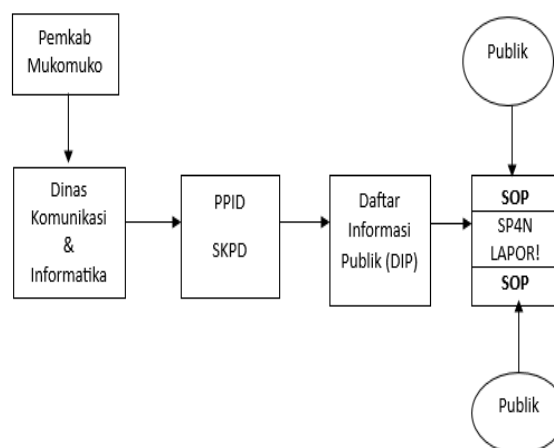 Pemkab
Mukomuko
Publik
Dinas
Komunikasi
&
Informatika
PPID
SKPD
Daftar
Informasi
Publik (DIP)
SOP
SP4N
LAPOR!
SOP
Publik